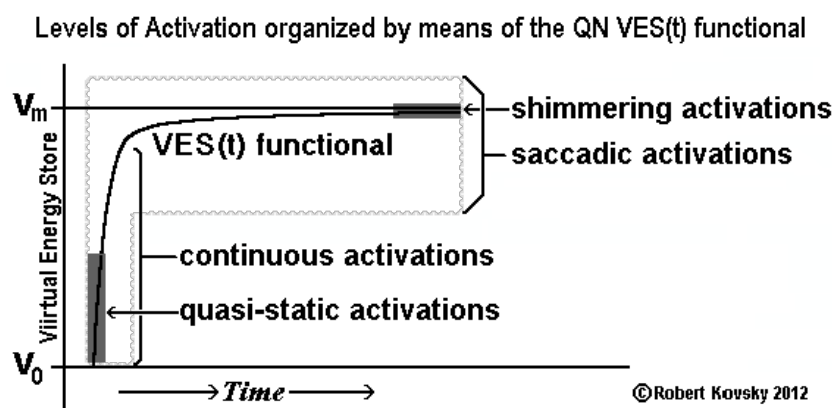 Levels of Activation organized by means of the QN VES(t) functional
Vm
shimmering activations
saccadic activations
VES(t) functional
Viirtual Energy Store
continuous activations
quasi-static activations
V0
Time
©Robert Kovsky 2012